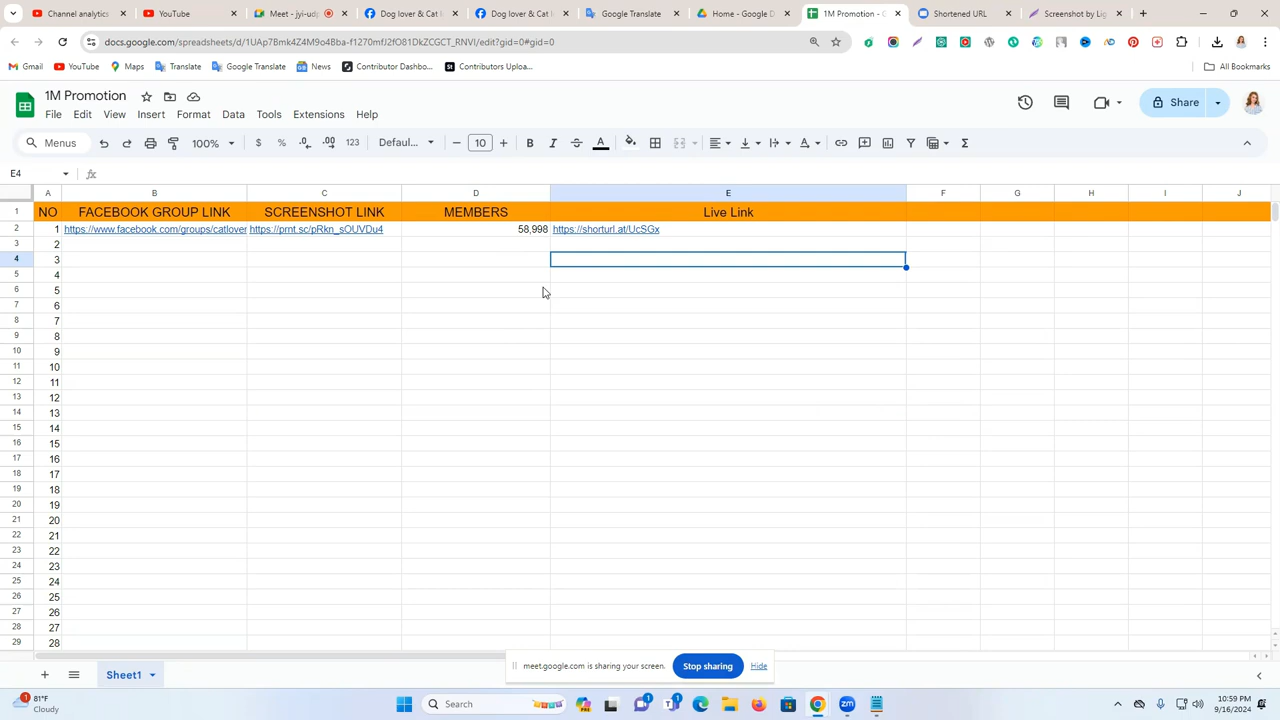 YouTube analytics
YouTube
Meet - jyi-udp
Dog lover & Cat l
Dog lover & Cat l
Google Translate
Home - Google D
1M Promotion - G
Shortened URL
Screenshot by Lig
docs.google.com/spreadsheets/d/1UAp7Bmk4Z4M9o4Bba-f1270mfJ2fO81DkZCGCT_RNVI/edit?gid=0#gid=0
Gmail YouTube Maps Translate Google Translate News Contributor Dashbo... Contributors Uploa... All Bookmarks
1M Promotion
File Edit View Insert Format Data Tools Extensions Help
Share
Menus 100% $ % .0 .00 123 Defaul... 10 B I S A
E4 fx
A B C D E F G H I J
1 NO FACEBOOK GROUP LINK SCREENSHOT LINK MEMBERS Live Link
2 1 https://www.facebook.com/groups/catlover https://prnt.sc/pRkn_sOUVDu4 58,998 https://shorturl.at/UcSGx
3 2
4 3
5 4
6 5
7 6
8 7
9 8
10 9
11 10
12 11
13 12
14 13
15 14
16 15
17 16
18 17
19 18
20 19
21 20
22 21
23 22
24 23
25 24
26 25
27 26
28 27
29 28
Sheet1
meet.google.com is sharing your screen. Stop sharing Hide
81°F
Cloudy
Search
10:59 PM
9/16/2024